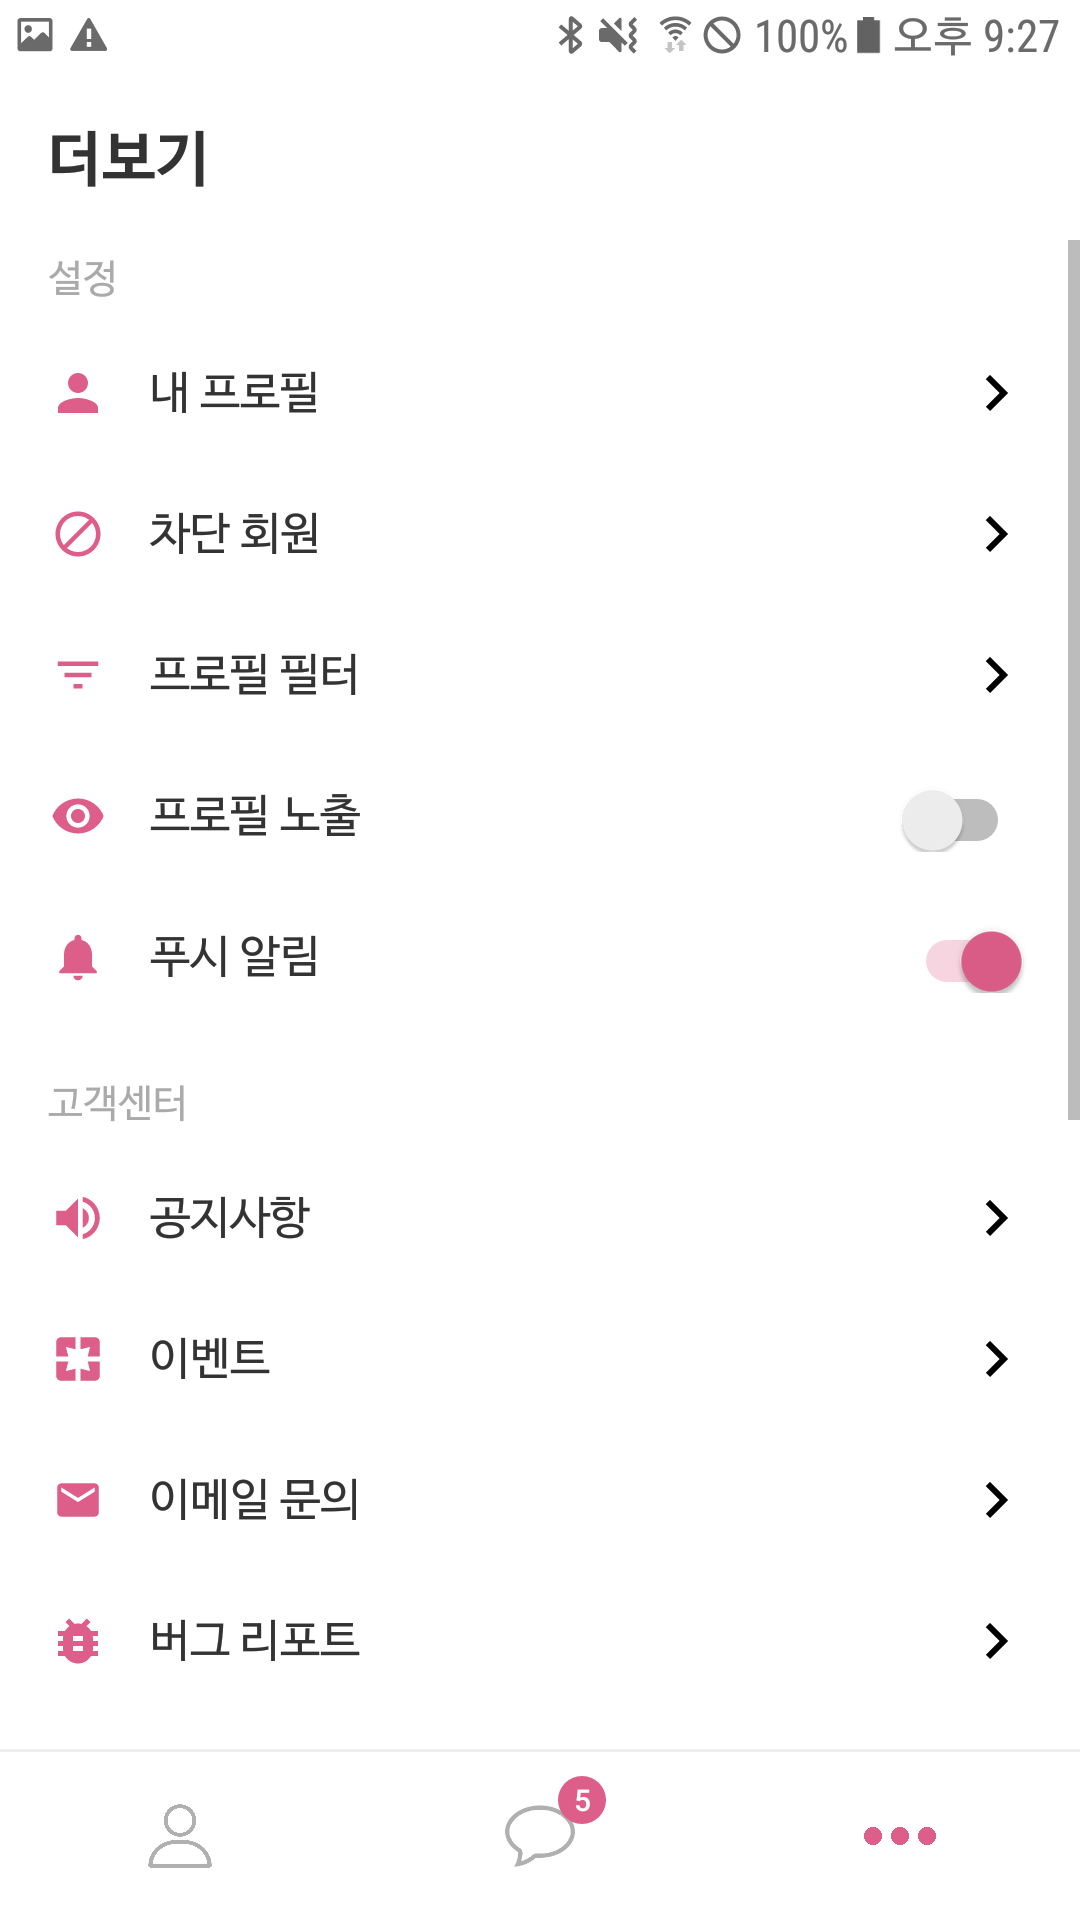 100% 오후 9:27
더보기
설정
내 프로필
차단 회원
프로필 필터
프로필 노출
푸시 알림
고객센터
공지사항
이벤트
이메일 문의
버그 리포트
5